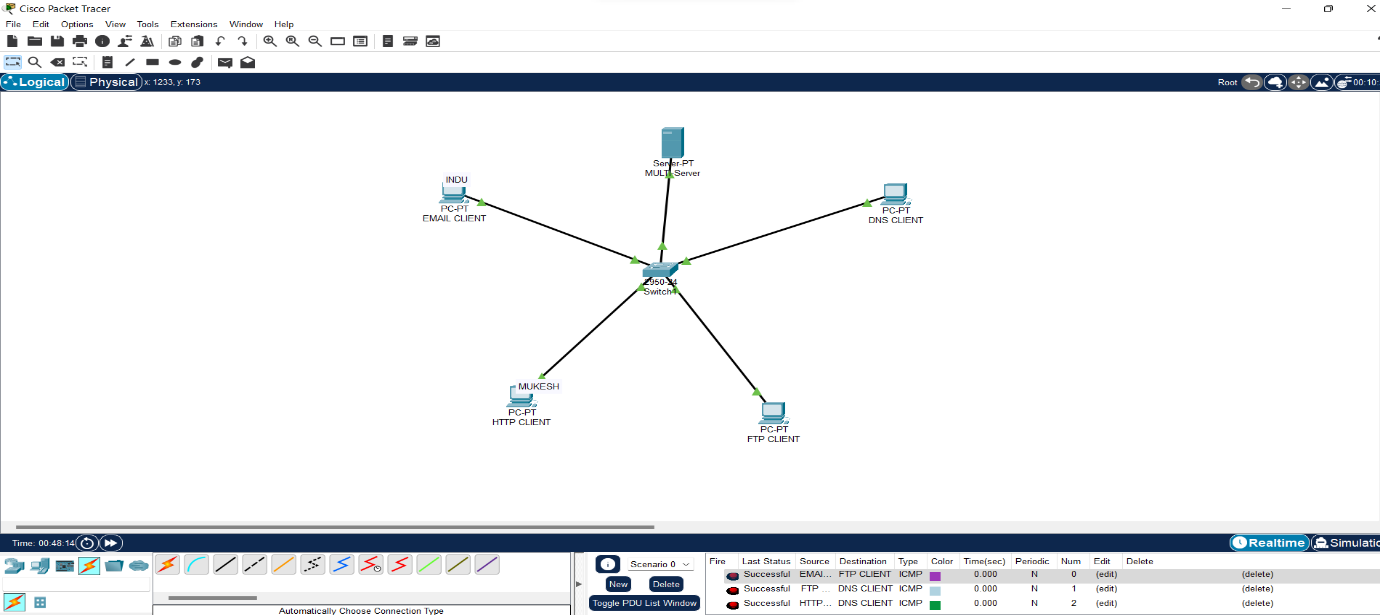 Cisco Packet Tracer
File Edit Options View Tools Extensions Window Help
Logical Physical x: 1233, y: 173 Root 00:10:
Server-PT
MULTI-Server
INDU
PC-PT
EMAIL CLIENT
PC-PT
DNS CLIENT
2950-24
MUKESH
PC-PT
HTTP CLIENT
PC-PT
FTP CLIENT
Time: 00:48:14 Realtime Simulatio
Scenario 0
New Delete
Toggle PDU List Window
Automatically Choose Connection Type
Fire Last Status Source Destination Type Color Time(sec) Periodic Num Edit Delete
Successful EMAI... FTP CLIENT ICMP 0.000 N 0 (edit) (delete)
Successful FTP ... DNS CLIENT ICMP 0.000 N 1 (edit) (delete)
Successful HTTP... DNS CLIENT ICMP 0.000 N 2 (edit) (delete)